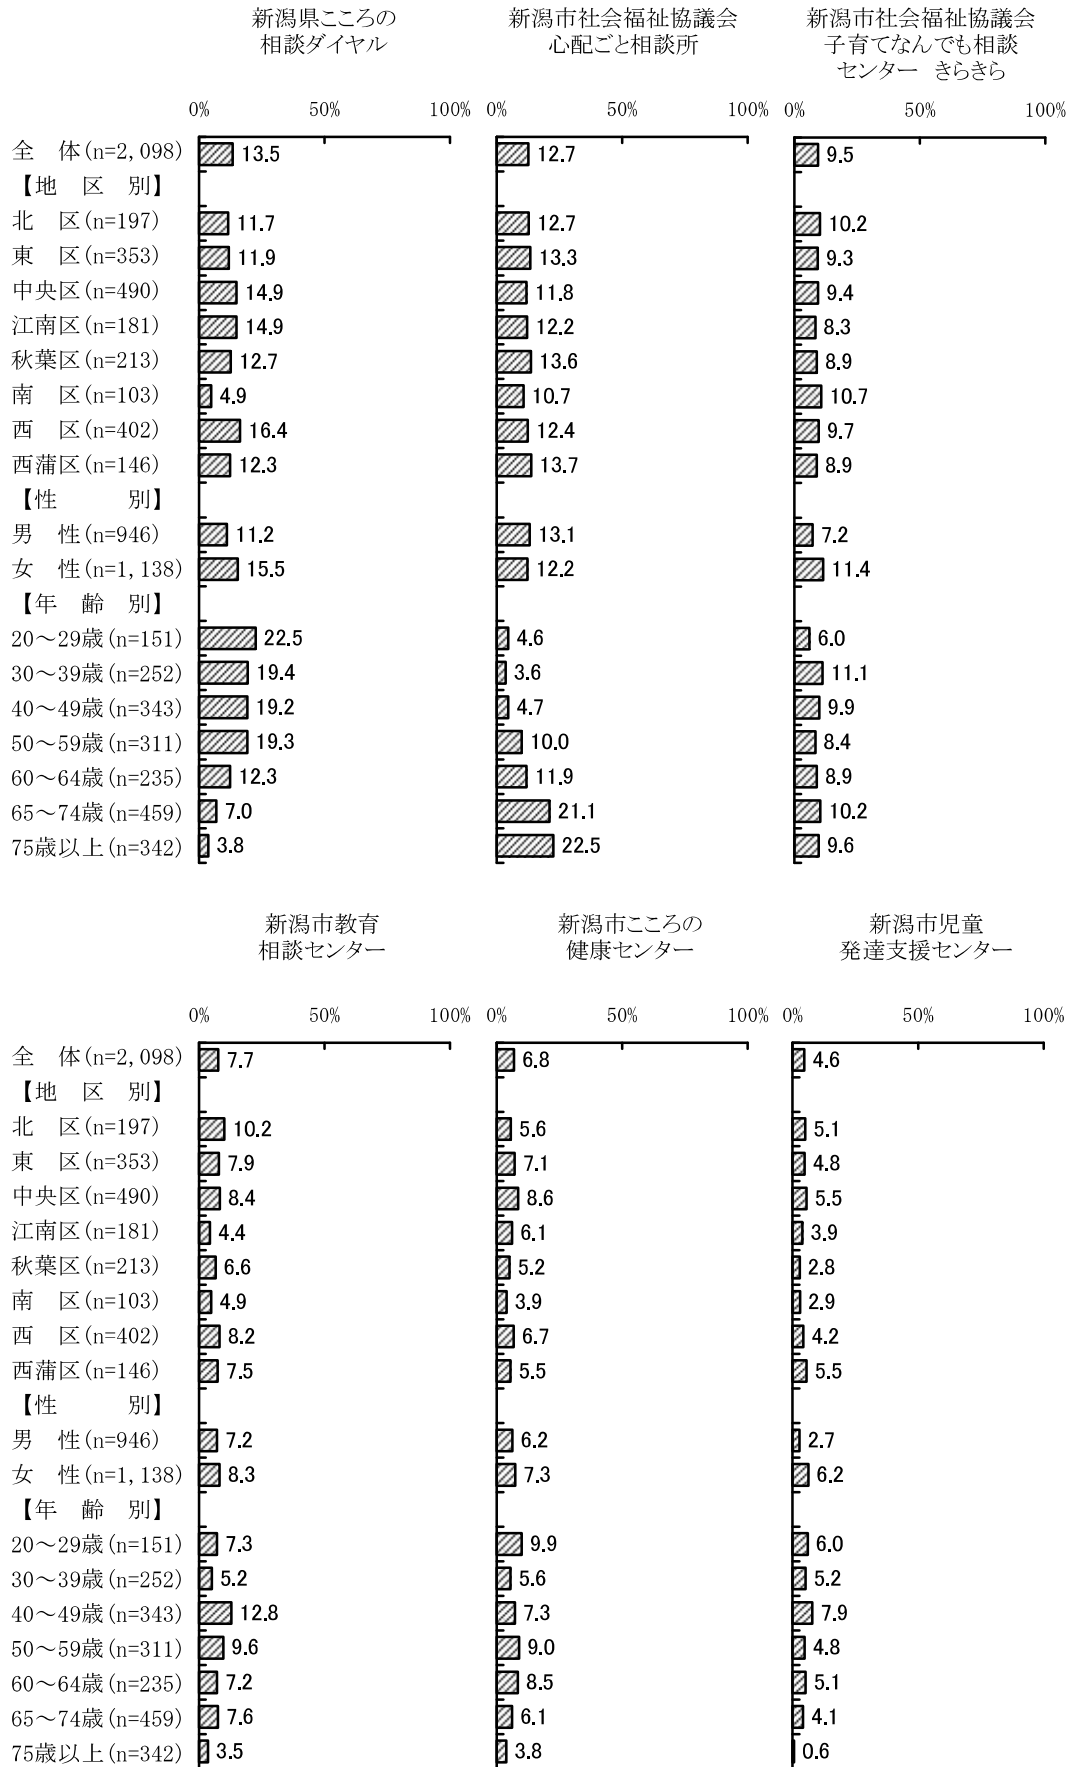 新潟県こころの
相談ダイヤル
新潟市社会福祉協議会
心配ごと相談所
新潟市社会福祉協議会
子育てなんでも相談
センター きらきら
0% 50% 100% 0% 50% 100% 0% 50% 100%
全 体(n=2,098) 13.5 12.7 9.5
【地 区 別】
北 区(n=197) 11.7 12.7 10.2
東 区(n=353) 11.9 13.3 9.3
中央区(n=490) 14.9 11.8 9.4
江南区(n=181) 14.9 12.2 8.3
秋葉区(n=213) 12.7 13.6 8.9
南 区(n=103) 4.9 10.7 10.7
西 区(n=402) 16.4 12.4 9.7
西蒲区(n=146) 12.3 13.7 8.9
【性 別】
男 性(n=946) 11.2 13.1 7.2
女 性(n=1,138) 15.5 12.2 11.4
【年 齢 別】
20～29歳(n=151) 22.5 4.6 6.0
30～39歳(n=252) 19.4 3.6 11.1
40～49歳(n=343) 19.2 4.7 9.9
50～59歳(n=311) 19.3 10.0 8.4
60～64歳(n=235) 12.3 11.9 8.9
65～74歳(n=459) 7.0 21.1 10.2
75歳以上(n=342) 3.8 22.5 9.6
新潟市教育
相談センター
新潟市こころの
健康センター
新潟市児童
発達支援センター
0% 50% 100% 0% 50% 100% 0% 50% 100%
全 体(n=2,098) 7.7 6.8 4.6
【地 区 別】
北 区(n=197) 10.2 5.6 5.1
東 区(n=353) 7.9 7.1 4.8
中央区(n=490) 8.4 8.6 5.5
江南区(n=181) 4.4 6.1 3.9
秋葉区(n=213) 6.6 5.2 2.8
南 区(n=103) 4.9 3.9 2.9
西 区(n=402) 8.2 6.7 4.2
西蒲区(n=146) 7.5 5.5 5.5
【性 別】
男 性(n=946) 7.2 6.2 2.7
女 性(n=1,138) 8.3 7.3 6.2
【年 齢 別】
20～29歳(n=151) 7.3 9.9 6.0
30～39歳(n=252) 5.2 5.6 5.2
40～49歳(n=343) 12.8 7.3 7.9
50～59歳(n=311) 9.6 9.0 4.8
60～64歳(n=235) 7.2 8.5 5.1
65～74歳(n=459) 7.6 6.1 4.1
75歳以上(n=342) 3.5 3.8 0.6